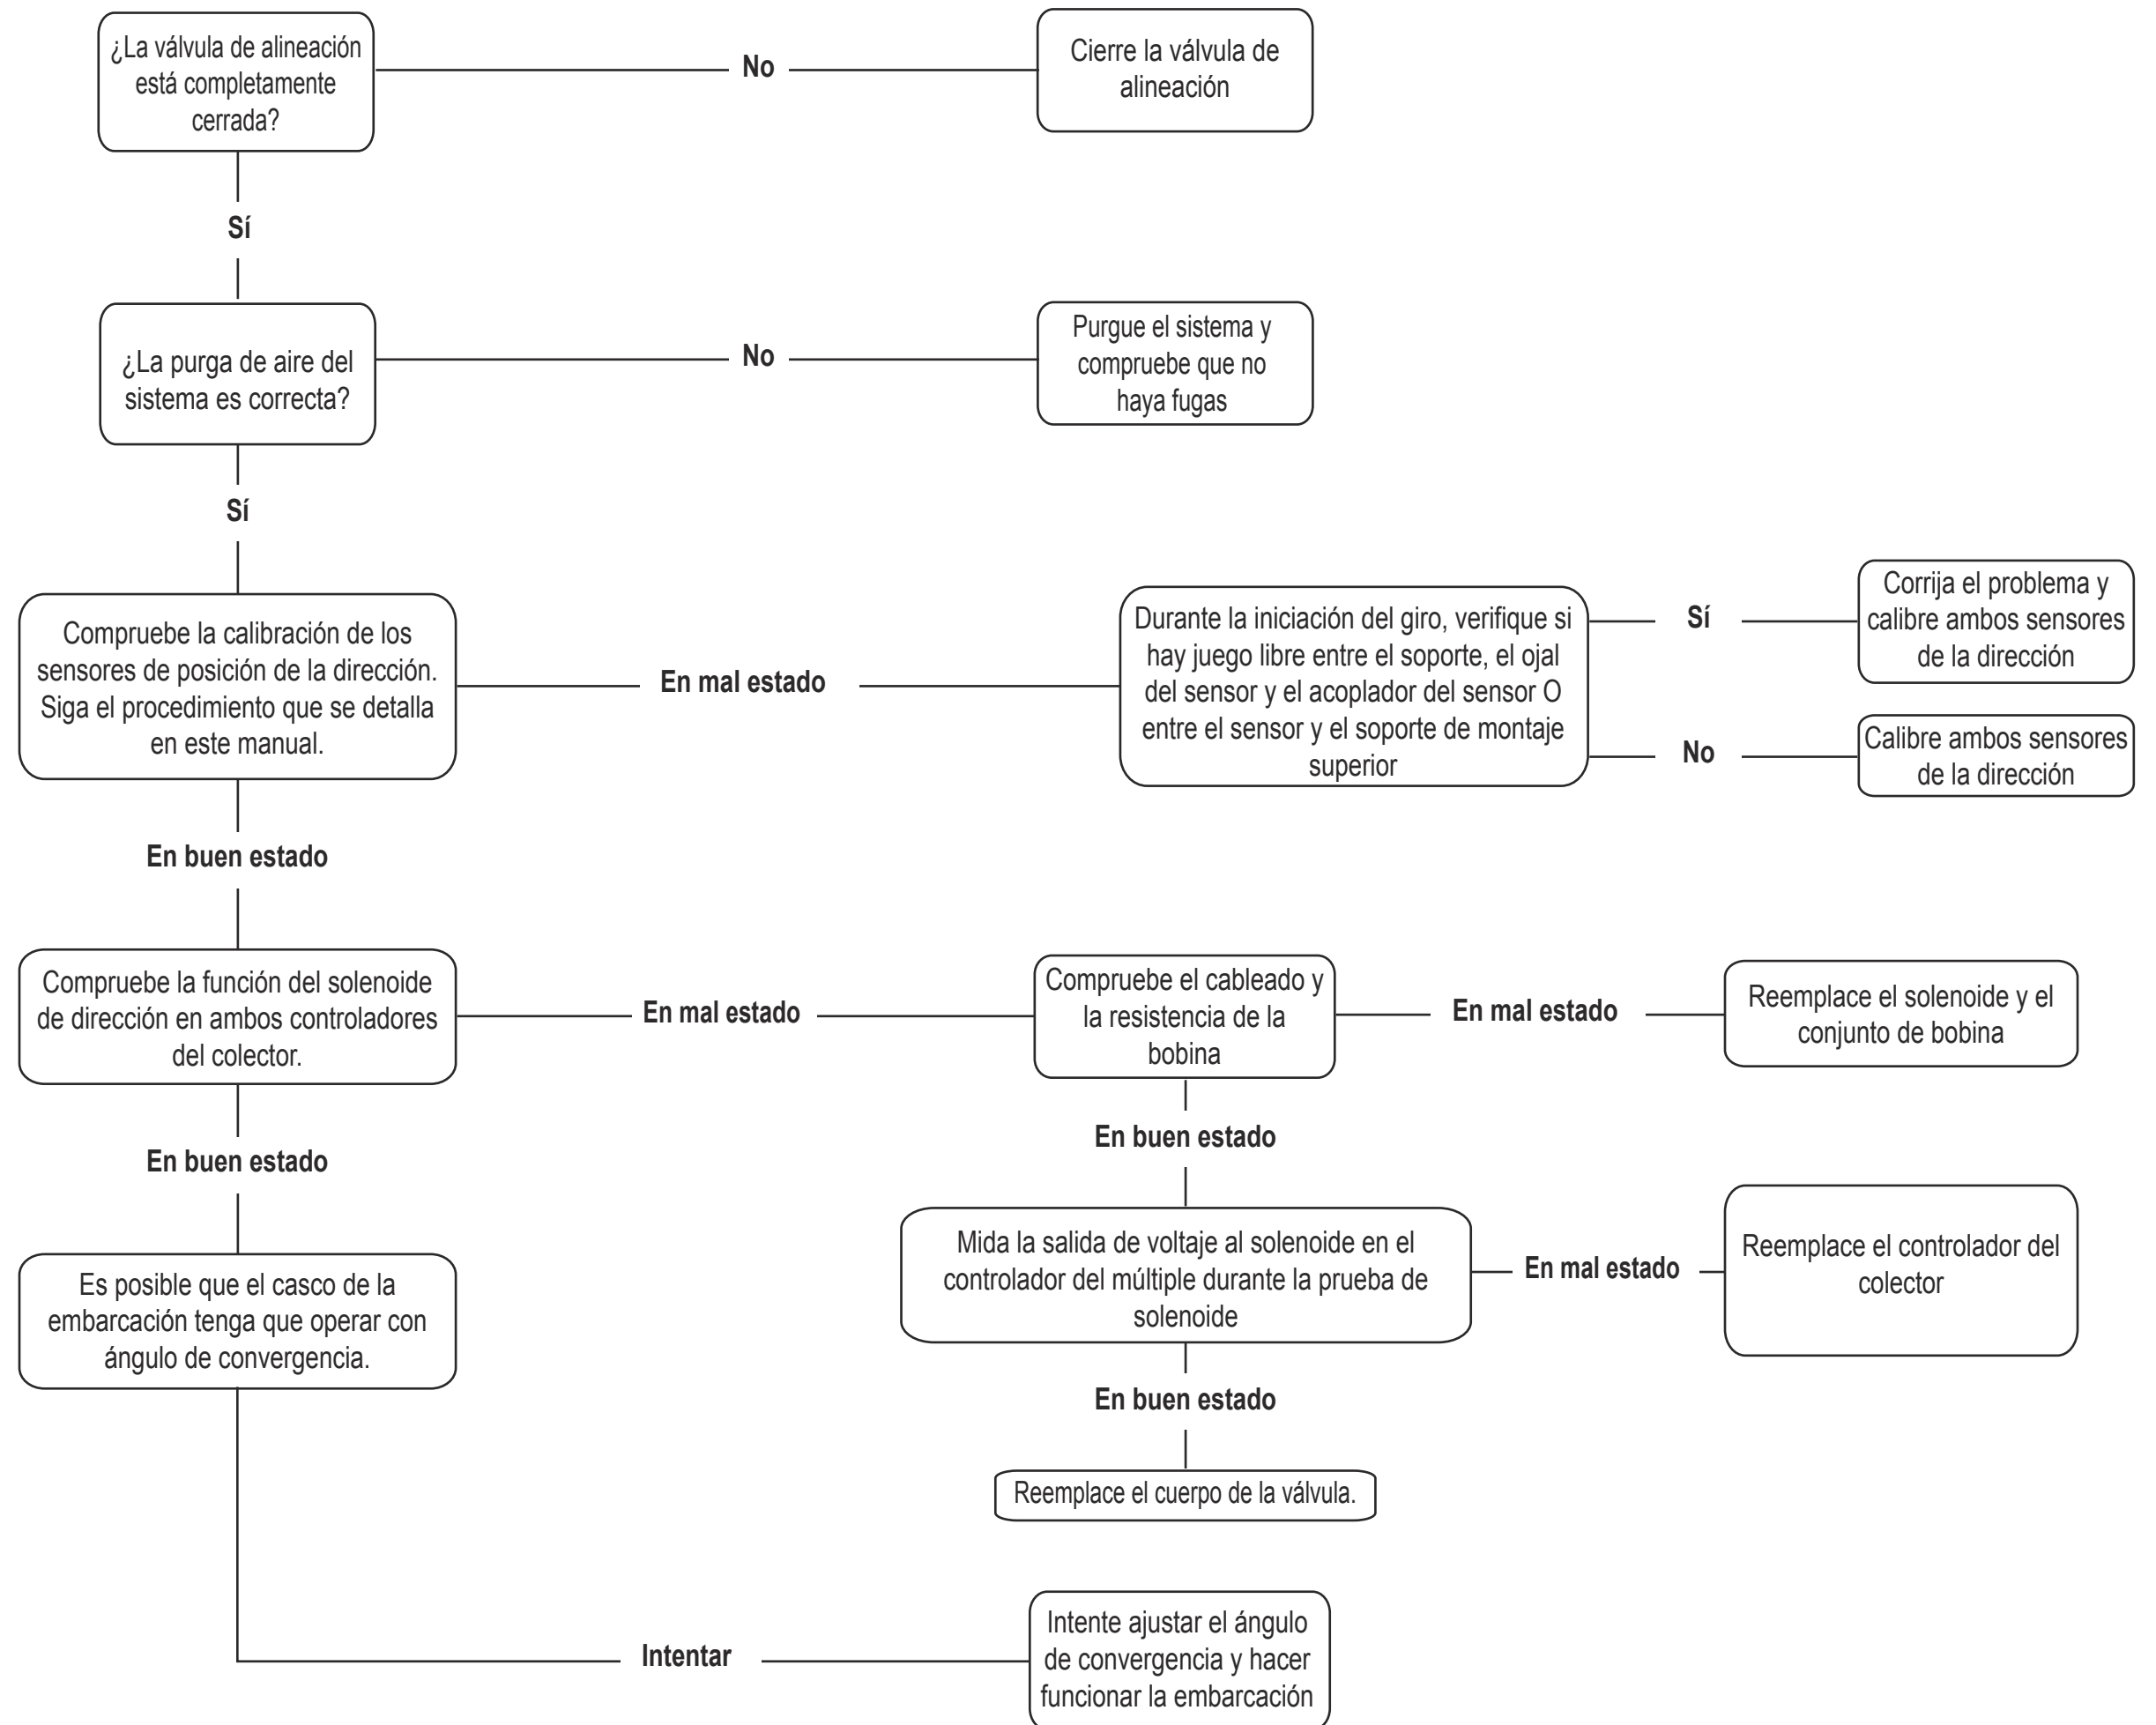 ¿La válvula de alineación
está completamente
cerrada?
No
Cierre la válvula de
alineación
Sí
¿La purga de aire del
sistema es correcta?
No
Purgue el sistema y
compruebe que no
haya fugas
Sí
Compruebe la calibración de los
sensores de posición de la dirección.
Siga el procedimiento que se detalla
en este manual.
En mal estado
Durante la iniciación del giro, verifique si
hay juego libre entre el soporte, el ojal
del sensor y el acoplador del sensor O
entre el sensor y el soporte de montaje
superior
Sí
Corrija el problema y
calibre ambos sensores
de la dirección
No
Calibre ambos sensores
de la dirección
En buen estado
Compruebe la función del solenoide
de dirección en ambos controladores
del colector.
En mal estado
Compruebe el cableado y
la resistencia de la
bobina
En mal estado
Reemplace el solenoide y el
conjunto de bobina
En buen estado
Mida la salida de voltaje al solenoide en el
controlador del múltiple durante la prueba de
solenoide
En mal estado
Reemplace el controlador del
colector
En buen estado
Reemplace el cuerpo de la válvula.
En buen estado
Es posible que el casco de la
embarcación tenga que operar con
ángulo de convergencia.
Intentar
Intente ajustar el ángulo
de convergencia y hacer
funcionar la embarcación